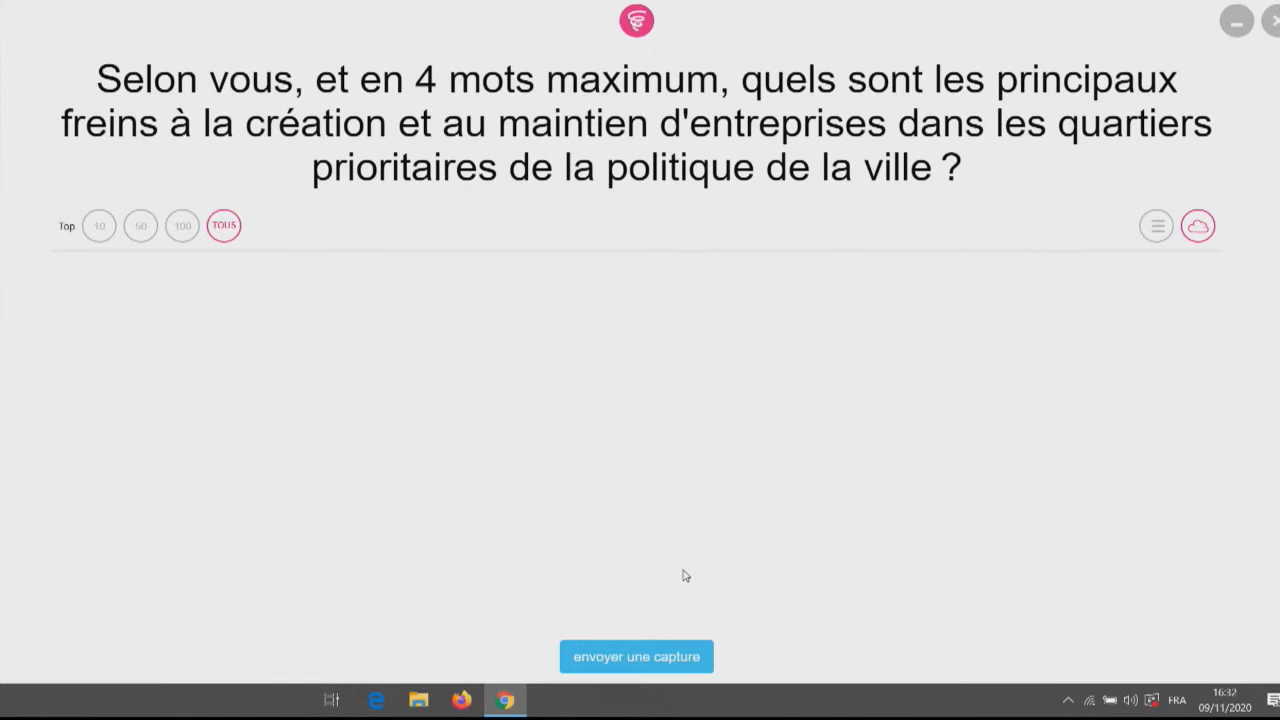 Selon vous, et en 4 mots maximum, quels sont les principaux
freins à la création et au maintien d'entreprises dans les quartiers
prioritaires de la politique de la ville ?
Top 10 50 100 TOUS
envoyer une capture
FRA
16:32
09/11/2020